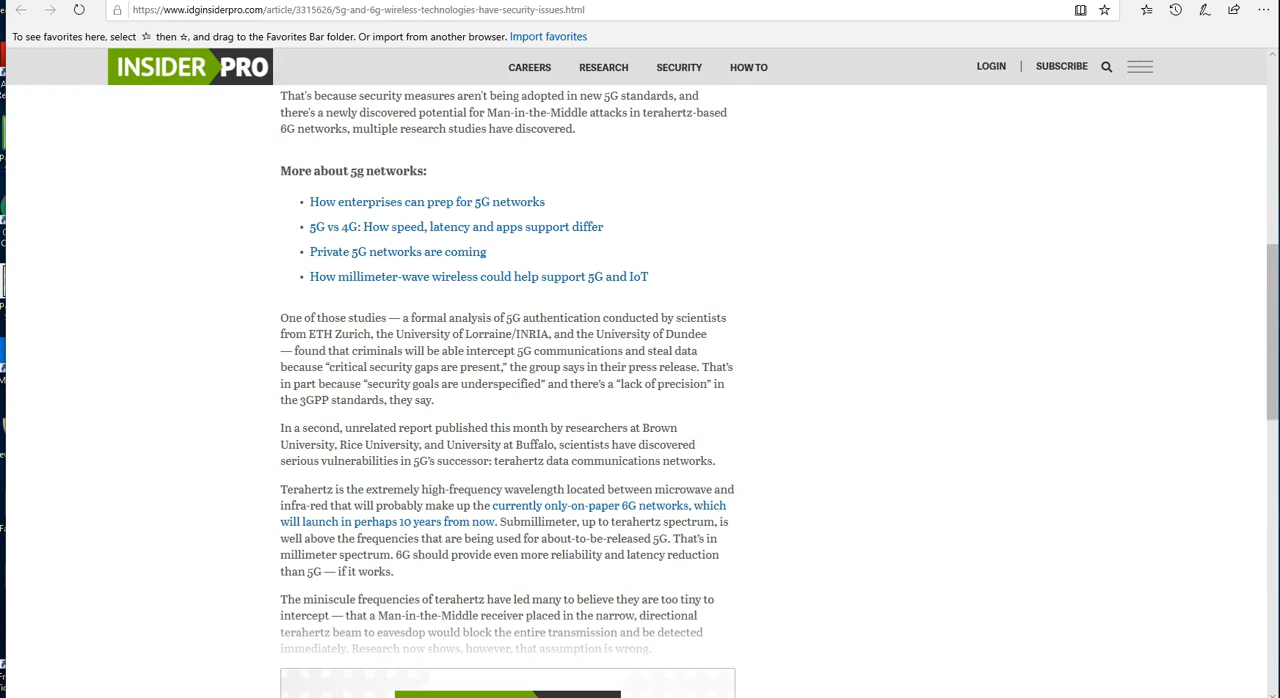 https://www.idginsiderpro.com/article/3315626/5g-and-6g-wireless-technologies-have-security-issues.html
To see favorites here, select ☆ then ☆, and drag to the Favorites Bar folder. Or import from another browser. Import favorites
INSIDER PRO CAREERS RESEARCH SECURITY HOW TO LOGIN | SUBSCRIBE
That's because security measures aren't being adopted in new 5G standards, and
there's a newly discovered potential for Man-in-the-Middle attacks in terahertz-based
6G networks, multiple research studies have discovered.
More about 5g networks:
• How enterprises can prep for 5G networks
• 5G vs 4G: How speed, latency and apps support differ
• Private 5G networks are coming
• How millimeter-wave wireless could help support 5G and IoT
One of those studies — a formal analysis of 5G authentication conducted by scientists
from ETH Zurich, the University of Lorraine/INRIA, and the University of Dundee
— found that criminals will be able intercept 5G communications and steal data
because “critical security gaps are present,” the group says in their press release. That’s
in part because “security goals are underspecified” and there’s a “lack of precision” in
the 3GPP standards, they say.
In a second, unrelated report published this month by researchers at Brown
University, Rice University, and University at Buffalo, scientists have discovered
serious vulnerabilities in 5G’s successor: terahertz data communications networks.
Terahertz is the extremely high-frequency wavelength located between microwave and
infra-red that will probably make up the currently only-on-paper 6G networks, which
will launch in perhaps 10 years from now. Submillimeter, up to terahertz spectrum, is
well above the frequencies that are being used for about-to-be-released 5G. That’s in
millimeter spectrum. 6G should provide even more reliability and latency reduction
than 5G — if it works.
The miniscule frequencies of terahertz have led many to believe they are too tiny to
intercept — that a Man-in-the-Middle receiver placed in the narrow, directional
terahertz beam to eavesdop would block the entire transmission and be detected
immediately. Research now shows, however, that assumption is wrong.